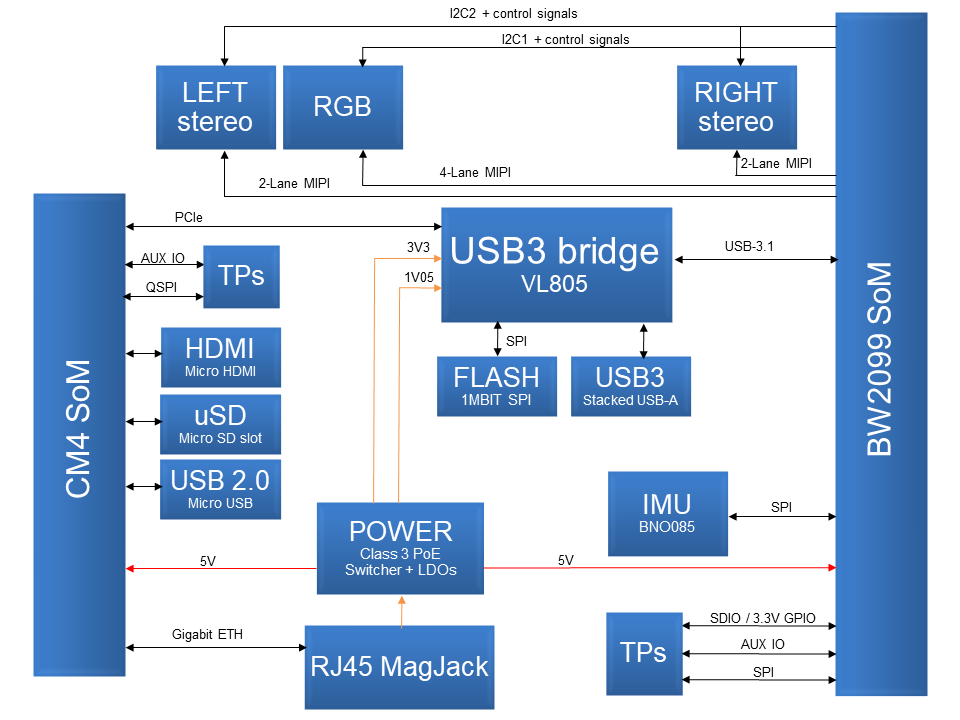 I2C2 + control signals
I2C1 + control signals
LEFT
stereo
RGB
RIGHT
stereo
2-Lane MIPI
4-Lane MIPI
2-Lane MIPI
PCIe
USB3 bridge
VL805
USB-3.1
3V3
1V05
AUX IO
QSPI
TPs
SPI
HDMI
Micro HDMI
FLASH
1MBIT SPI
USB3
Stacked USB-A
uSD
Micro SD slot
USB 2.0
Micro USB
CM4 SoM
BW2099 SoM
IMU
BNO085
SPI
POWER
Class 3 PoE
Switcher + LDOs
5V
5V
Gigabit ETH
RJ45 MagJack
TPs
SDIO / 3.3V GPIO
AUX IO
SPI